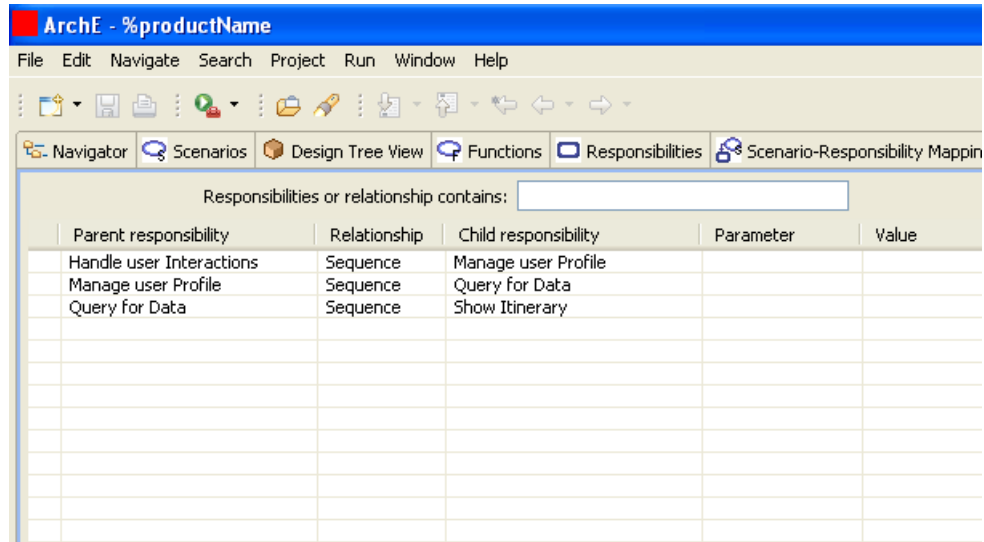 ArchE - %productName
File Edit Navigate Search Project Run Window Help
Navigator Scenarios Design Tree View Functions Responsibilities Scenario-Responsibility Mappin
Responsibilities or relationship contains:
Parent responsibility Relationship Child responsibility Parameter Value
Handle user Interactions Sequence Manage user Profile
Manage user Profile Sequence Query for Data
Query for Data Sequence Show Itinerary